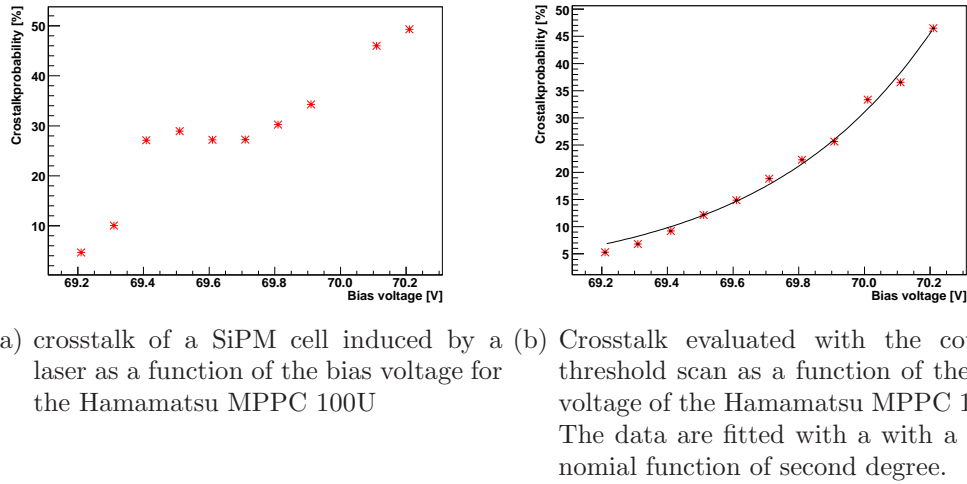 Crostalkprobability [%]
50
40
30
20
10
69.2 69.4 69.6 69.8 70.0 70.2
Bias voltage [V]
Crostalkprobability [%]
50
45
40
35
30
25
20
15
10
5
69.2 69.4 69.6 69.8 70.0 70.2
Bias voltage [V]
a) crosstalk of a SiPM cell induced by a
laser as a function of the bias voltage for
the Hamamatsu MPPC 100U
(b) Crosstalk evaluated with the
threshold scan as a function of the
voltage of the Hamamatsu MPPC
The data are fitted with a with a
nomial function of second degree.